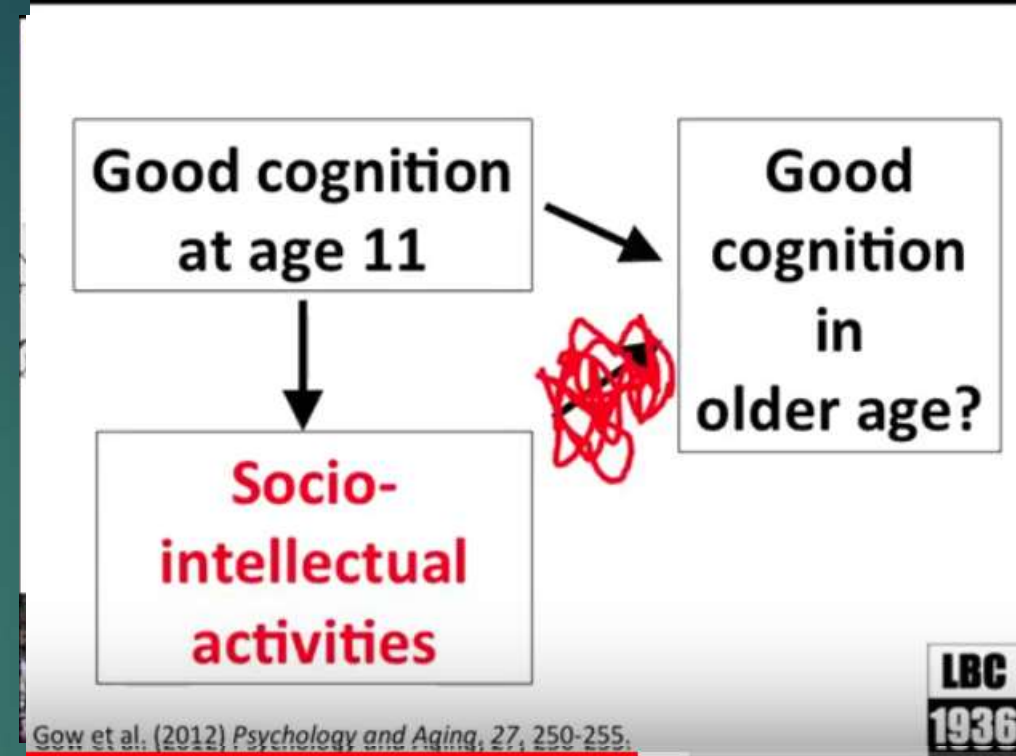 Good cognition
at age 11
Good
cognition
in
older age?
Socio-
intellectual
activities
LBC
1936
Gow et al. (2012) Psychology and Aging, 27, 250-255.